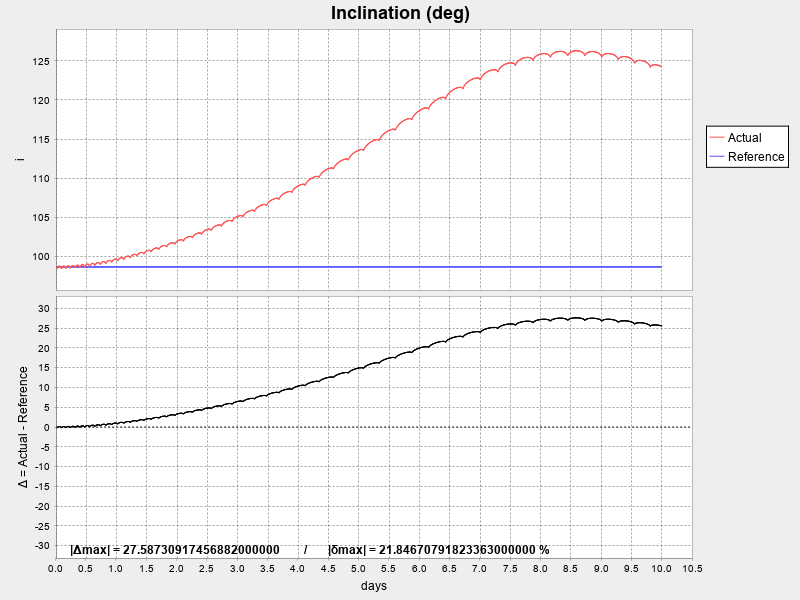 Inclination (deg)
125
120
115
110
105
100
i
Actual
Reference
30
25
20
15
10
5
0
-5
-10
-15
-20
-25
-30
Δ = Actual - Reference
|Δmax| = 27.58730917456882000000 / |δmax| = 21.84670791823363000000 %
0.0 0.5 1.0 1.5 2.0 2.5 3.0 3.5 4.0 4.5 5.0 5.5 6.0 6.5 7.0 7.5 8.0 8.5 9.0 9.5 10.0 10.5
days